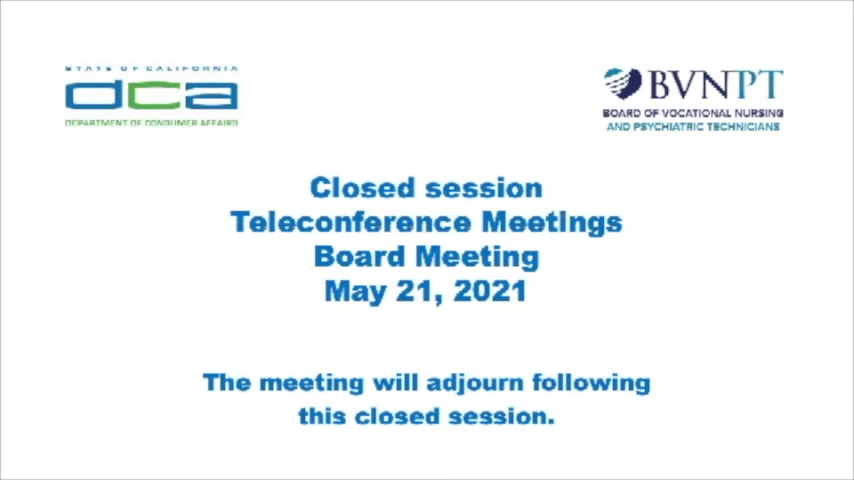 STATE OF CALIFORNIA
dca
DEPARTMENT OF CONSUMER AFFAIRS
BVNPT
BOARD OF VOCATIONAL NURSING
AND PSYCHIATRIC TECHNICIANS
Closed session
Teleconference Meetings
Board Meeting
May 21, 2021
The meeting will adjourn following
this closed session.